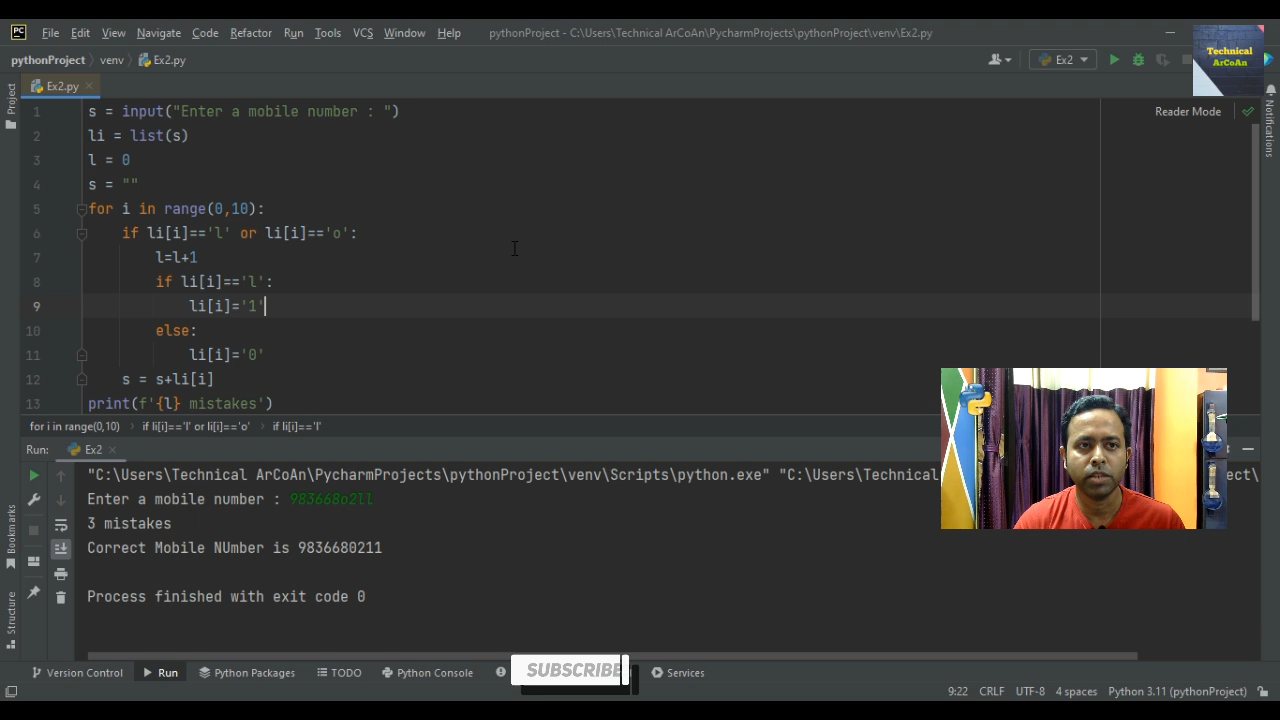 PC File Edit View Navigate Code Refactor Run Tools VCS Window Help pythonProject - C:\Users\Technical ArCoAn\PycharmProjects\pythonProject\venv\Ex2.py
Technical
ArCoAn
pythonProject venv Ex2.py Ex2
Project
Ex2.py
Notifications
Reader Mode
1 s = input("Enter a mobile number : ")
2 li = list(s)
3 l = 0
4 s = ""
5 for i in range(0,10):
6 if li[i]=='l' or li[i]=='o':
7 l=l+1
8 if li[i]=='l':
9 li[i]='1'
10 else:
11 li[i]='0'
12 s = s+li[i]
13 print(f'{l} mistakes')
for i in range(0,10) if li[i]=='l' or li[i]=='o' if li[i]=='l'
Run: Ex2
"C:\Users\Technical ArCoAn\PycharmProjects\pythonProject\venv\Scripts\python.exe" "C:\Users\Technical
Enter a mobile number : 983668o2ll
3 mistakes
Correct Mobile NUmber is 9836680211
Process finished with exit code 0
Bookmarks
Structure
Version Control Run Python Packages TODO Python Console Services
SUBSCRIBE
9:22 CRLF UTF-8 4 spaces Python 3.11 (pythonProject)